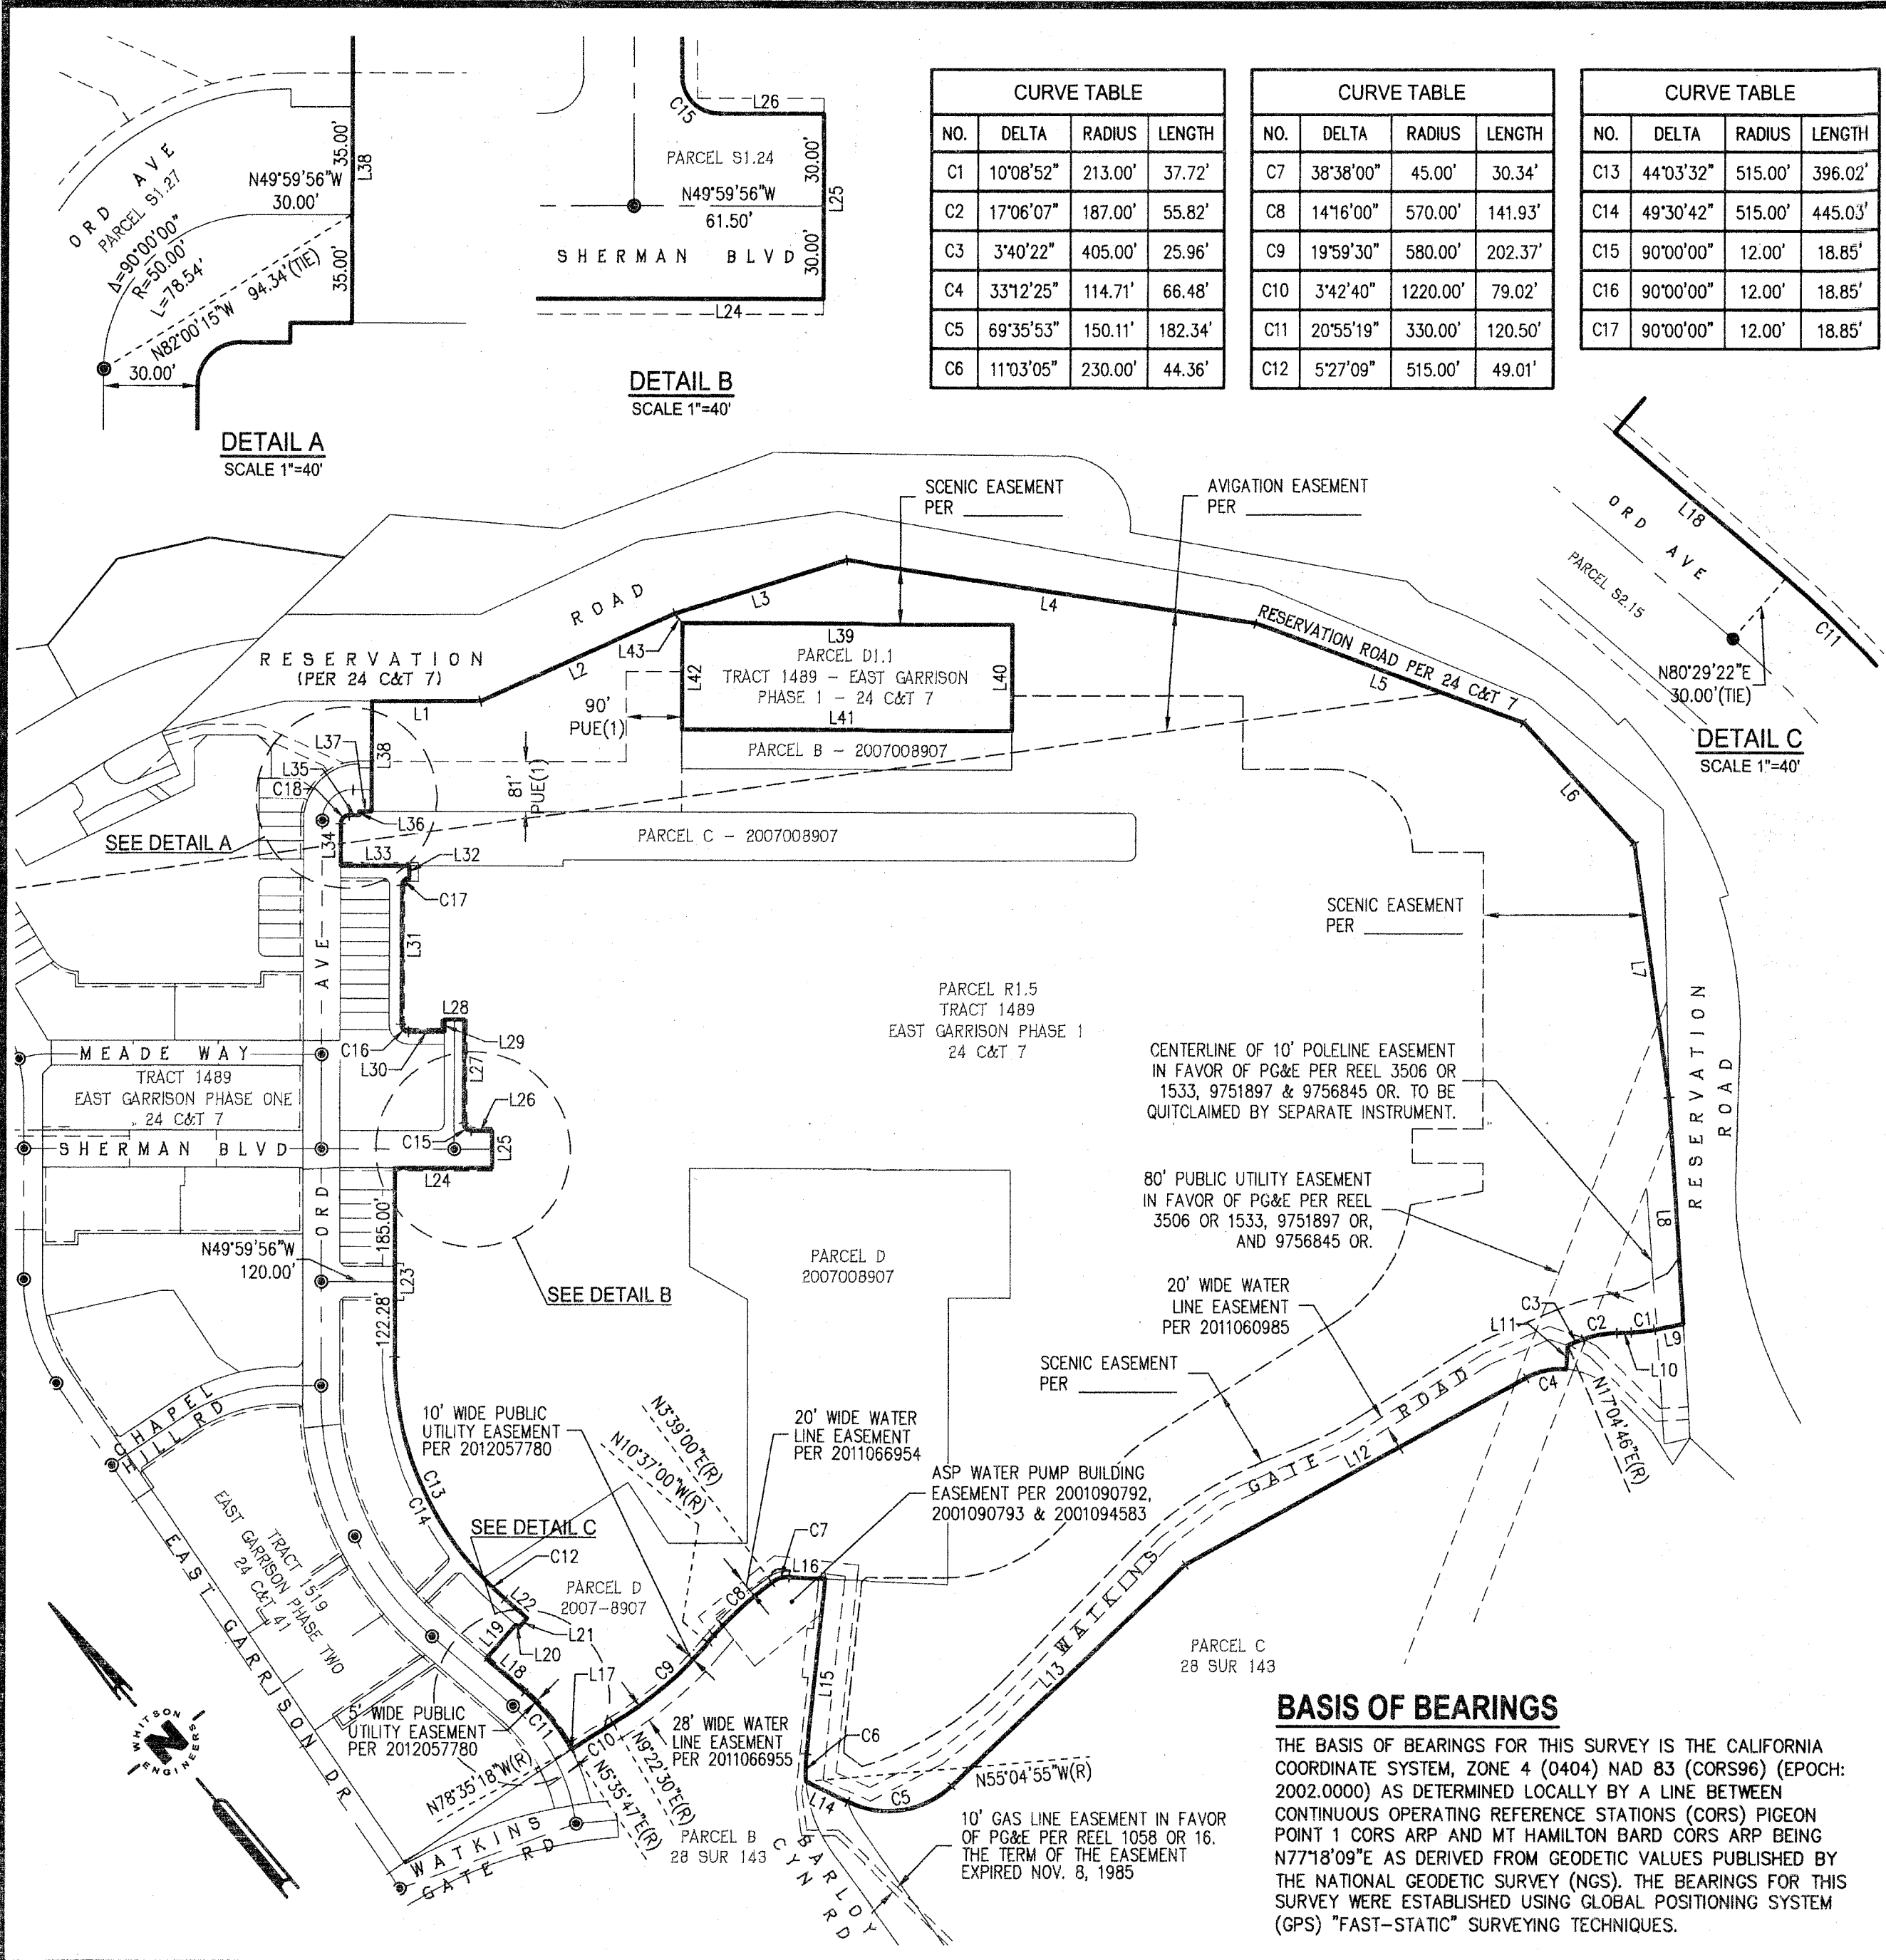 ORD AVE
PARCEL S1.27
Δ=90°00'00"
R=50.00'
L=78.54'
N49°59'56"W
30.00'
35.00'
L38
35.00'
N82°00'15"W 94.34'(TIE)
30.00'
DETAIL A
SCALE 1"=40'
C15
L26
PARCEL S1.24
30.00'
N49°59'56"W
61.50'
L25
SHERMAN BLVD
30.00'
L24
DETAIL B
SCALE 1"=40'
CURVE TABLE
NO. DELTA RADIUS LENGTH
C1 10°08'52" 213.00' 37.72'
C2 17°06'07" 187.00' 55.82'
C3 3°40'22" 405.00' 25.96'
C4 33°12'25" 114.71' 66.48'
C5 69°35'53" 150.11' 182.34'
C6 11°03'05" 230.00' 44.36'
CURVE TABLE
NO. DELTA RADIUS LENGTH
C7 38°38'00" 45.00' 30.34'
C8 14°16'00" 570.00' 141.93'
C9 19°59'30" 580.00' 202.37'
C10 3°42'40" 1220.00' 79.02'
C11 20°55'19" 330.00' 120.50'
C12 5°27'09" 515.00' 49.01'
CURVE TABLE
NO. DELTA RADIUS LENGTH
C13 44°03'32" 515.00' 396.02'
C14 49°30'42" 515.00' 445.03'
C15 90°00'00" 12.00' 18.85'
C16 90°00'00" 12.00' 18.85'
C17 90°00'00" 12.00' 18.85'
L18
ORD AVE
PARCEL S2.15
C11
N80°29'22"E
30.00'(TIE)
DETAIL C
SCALE 1"=40'
SCENIC EASEMENT
PER
AVIGATION EASEMENT
PER
ROAD
L3
L4
RESERVATION
(PER 24 C&T 7)
L2
L43
L42
L39
PARCEL D1.1
TRACT 1489 - EAST GARRISON
PHASE 1 - 24 C&T 7
L41
L40
RESERVATION ROAD PER 24 C&T 7
L5
90'
PUE(1)
PARCEL B - 2007008907
L1
L38
L37
L35
C18
81'
PUE(1)
L6
L36
L34
SEE DETAIL A
PARCEL C - 2007008907
L33
L32
C17
L31
SCENIC EASEMENT
PER
L7
AVE
PARCEL R1.5
TRACT 1489
EAST GARRISON PHASE 1
24 C&T 7
RESERVATION
ROAD
L28
L29
C16
L30
L27
MEADE WAY
TRACT 1489
EAST GARRISON PHASE ONE
24 C&T 7
CENTERLINE OF 10' POLELINE EASEMENT
IN FAVOR OF PG&E PER REEL 3506 OR
1533, 9751897 & 9756845 OR. TO BE
QUITCLAIMED BY SEPARATE INSTRUMENT.
L26
C15
L25
SHERMAN BLVD
L24
ORD
185.00'
80' PUBLIC UTILITY EASEMENT
IN FAVOR OF PG&E PER REEL
3506 OR 1533, 9751897 OR,
AND 9756845 OR.
L8
N49°59'56"W
120.00'
L23
122.28'
SEE DETAIL B
PARCEL D
2007008907
20' WIDE WATER
LINE EASEMENT
PER 2011060985
C3
L11
C2
C1
L9
L10
C4
N17°04'46"E(R)
SCENIC EASEMENT
PER
CHAPEL
HILL RD
10' WIDE PUBLIC
UTILITY EASEMENT
PER 2012057780
N3°39'00"E(R)
N10°37'00"W(R)
20' WIDE WATER
LINE EASEMENT
PER 2011066954
ASP WATER PUMP BUILDING
EASEMENT PER 2001090792,
2001090793 & 2001094583
L12
WATKINS GATE ROAD
C13
C14
SEE DETAIL C
C12
C7
L16
C8
TRACT 1519
EAST GARRISON PHASE TWO
24 C&T 41
EAST GARRISON DR
PARCEL D
2007-8907
L22
L19
L21
L20
L18
L17
C9
L15
L13
5' WIDE PUBLIC
UTILITY EASEMENT
PER 2012057780
C11
C10
28' WIDE WATER
LINE EASEMENT
PER 2011066955
C6
N78°35'18"W(R)
N9°22'30"E(R)
N5°35'47"E(R)
N55°04'55"W(R)
L14
C5
PARCEL C
28 SUR 143
WATKINS
GATE RD
PARCEL B
28 SUR 143
BARLOY
CYN RD
10' GAS LINE EASEMENT IN FAVOR
OF PG&E PER REEL 1058 OR 16.
THE TERM OF THE EASEMENT
EXPIRED NOV. 8, 1985
WHITSON
N
ENGINEERS
BASIS OF BEARINGS
THE BASIS OF BEARINGS FOR THIS SURVEY IS THE CALIFORNIA
COORDINATE SYSTEM, ZONE 4 (0404) NAD 83 (CORS96) (EPOCH:
2002.0000) AS DETERMINED LOCALLY BY A LINE BETWEEN
CONTINUOUS OPERATING REFERENCE STATIONS (CORS) PIGEON
POINT 1 CORS ARP AND MT HAMILTON BARD CORS ARP BEING
N77°18'09"E AS DERIVED FROM GEODETIC VALUES PUBLISHED BY
THE NATIONAL GEODETIC SURVEY (NGS). THE BEARINGS FOR THIS
SURVEY WERE ESTABLISHED USING GLOBAL POSITIONING SYSTEM
(GPS) "FAST-STATIC" SURVEYING TECHNIQUES.